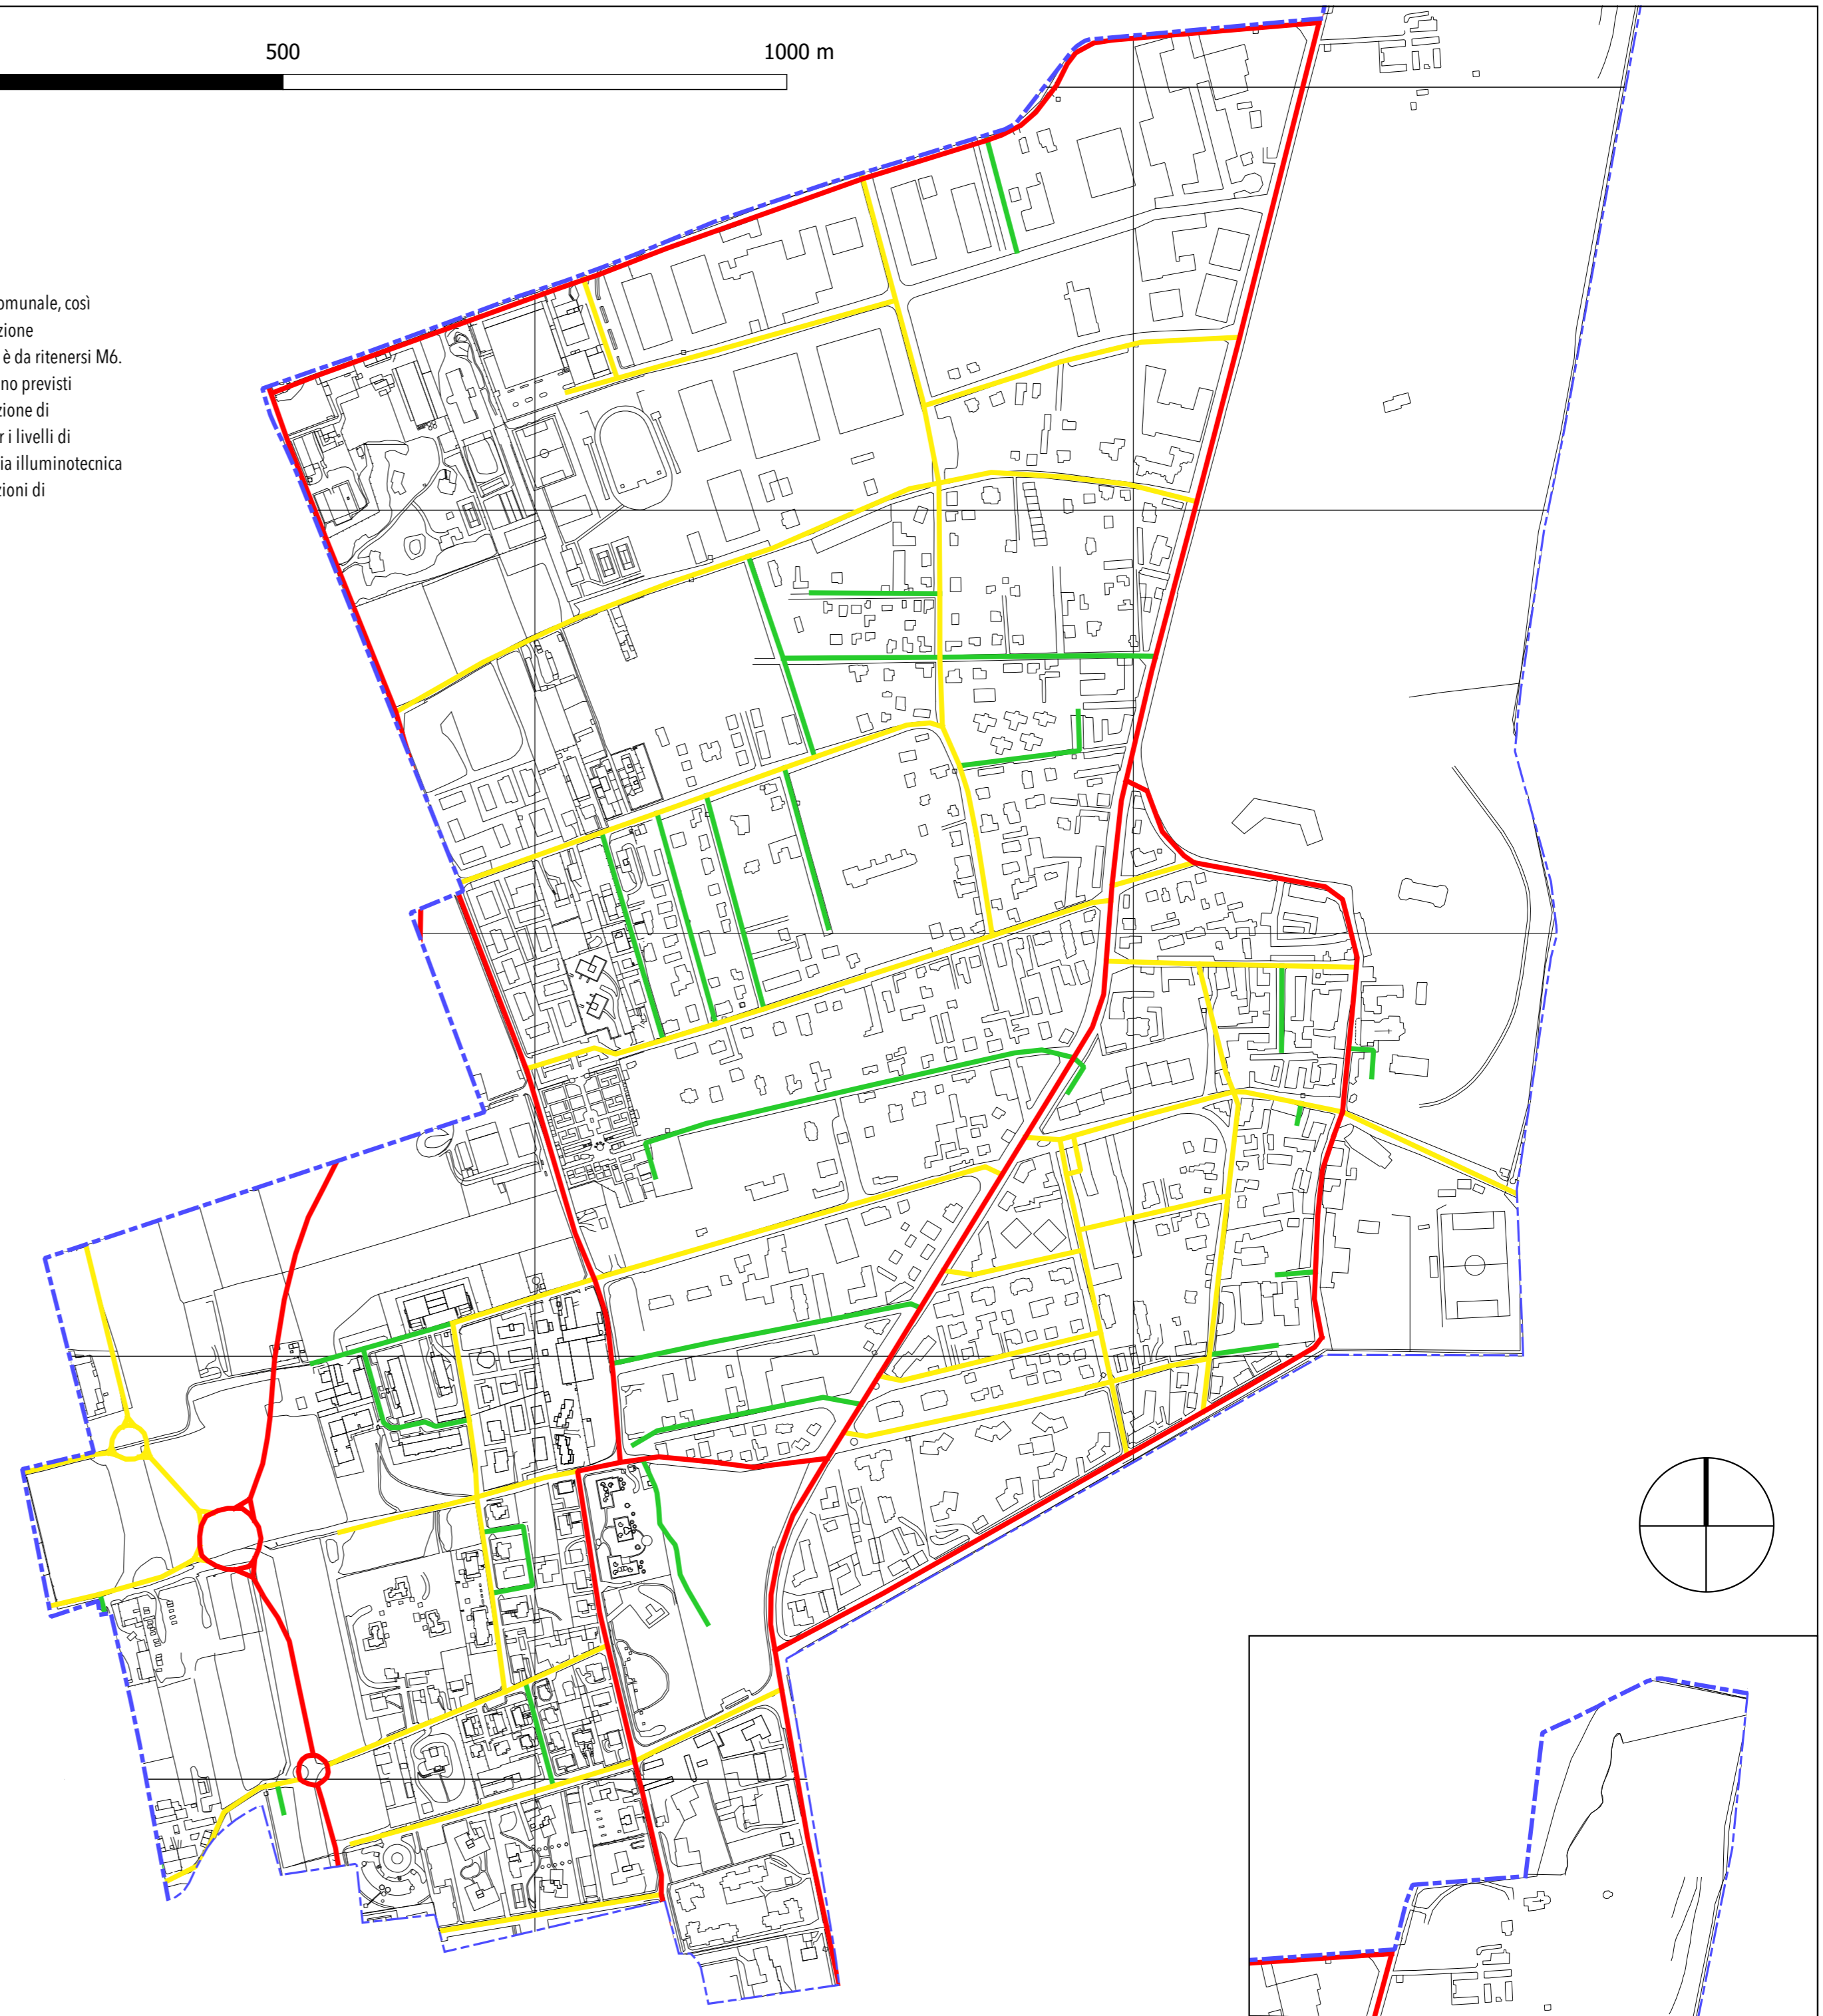 500 1000 m
omunale, così
zione
è da ritenersi M6.
no previsti
zione di
r i livelli di
ia illuminotecnica
zioni di